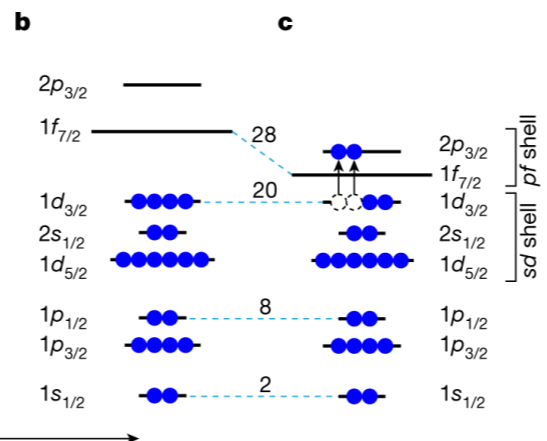 b c
2p3/2
1f7/2 28
2p3/2
1f7/2
pf shell
1d3/2 20 1d3/2
2s1/2 2s1/2
1d5/2 1d5/2
sd shell
1p1/2 8 1p1/2
1p3/2 1p3/2
1s1/2 2 1s1/2